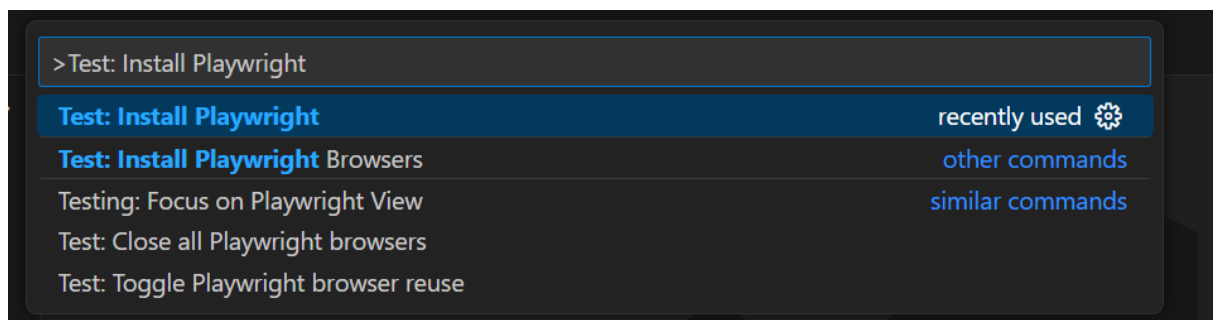 >Test: Install Playwright
Test: Install Playwright recently used
Test: Install Playwright Browsers other commands
Testing: Focus on Playwright View similar commands
Test: Close all Playwright browsers
Test: Toggle Playwright browser reuse